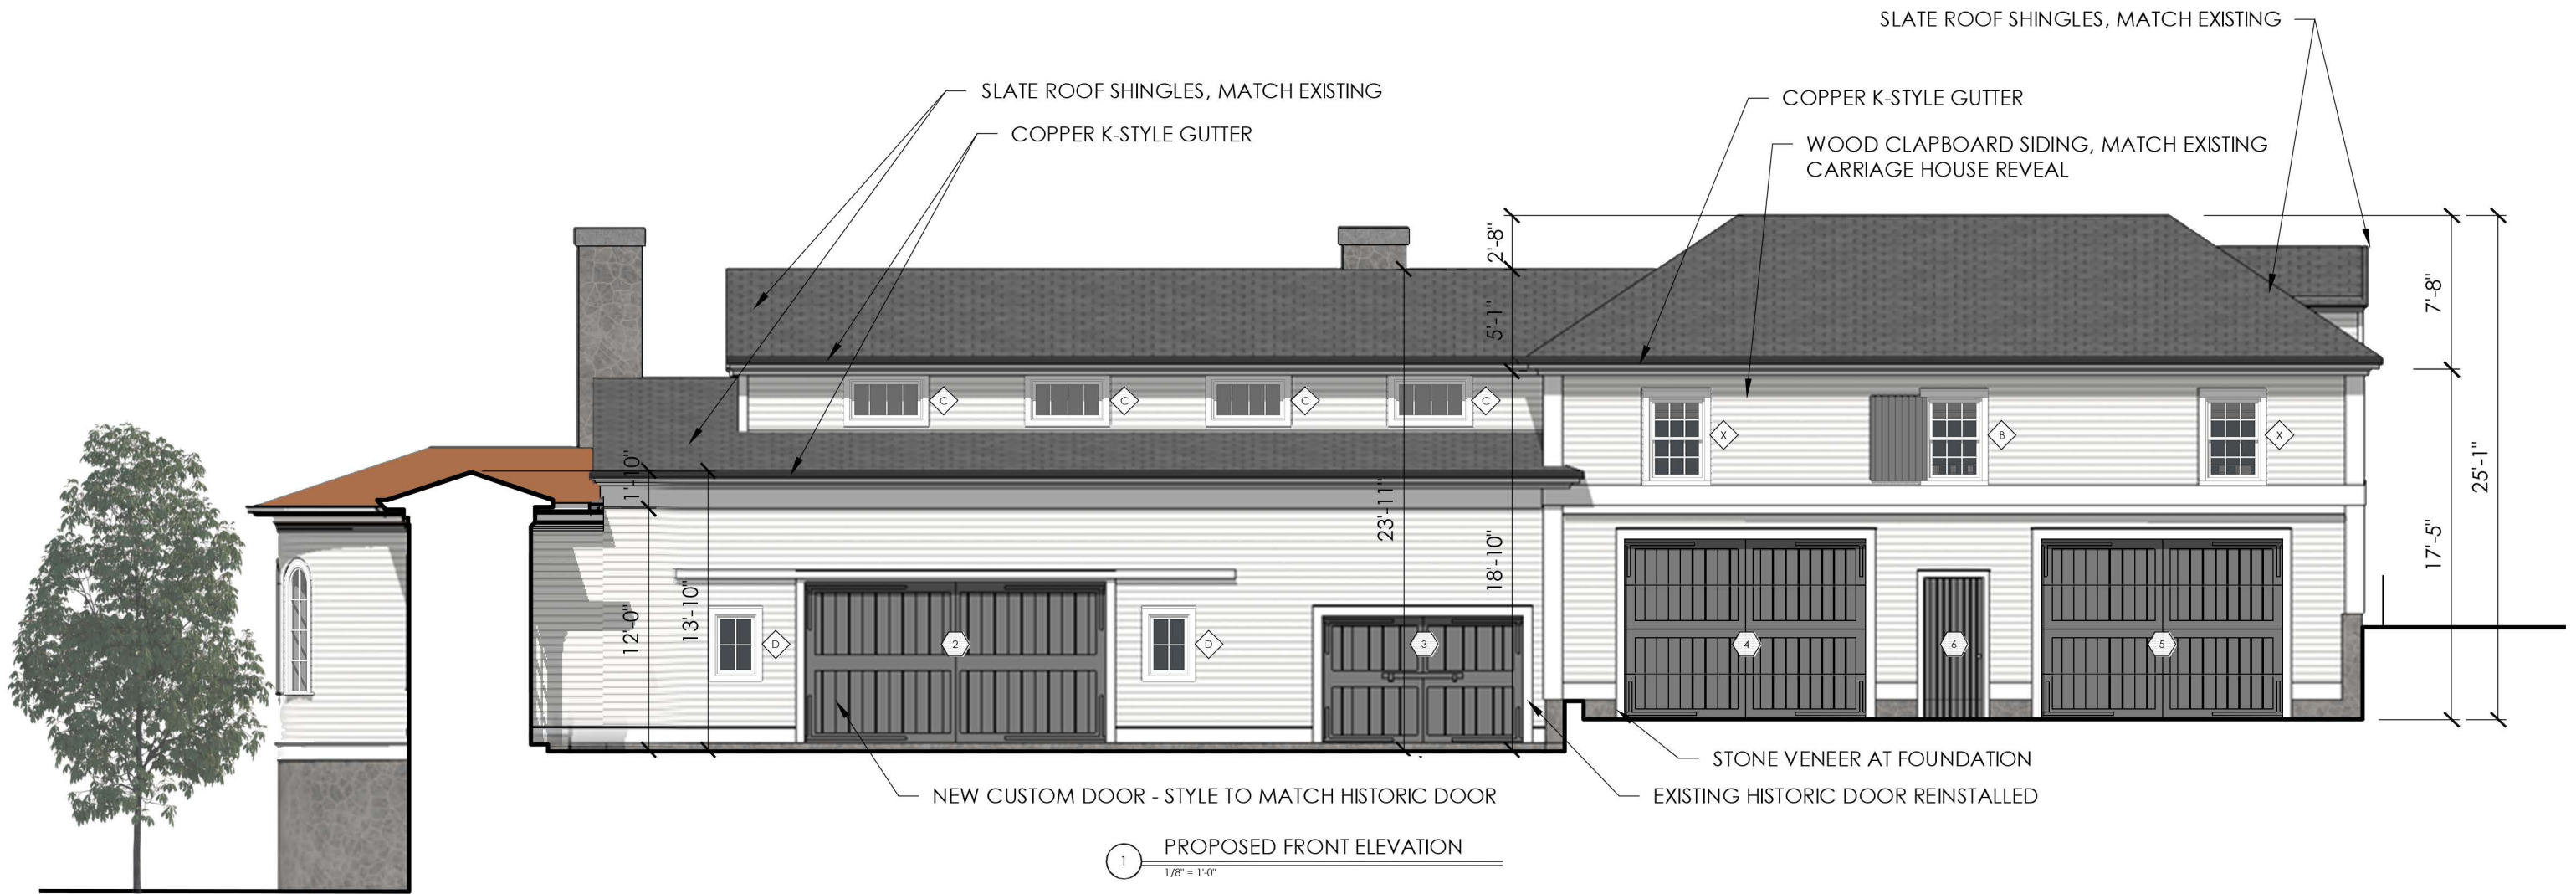 SLATE ROOF SHINGLES, MATCH EXISTING
SLATE ROOF SHINGLES, MATCH EXISTING
COPPER K-STYLE GUTTER
COPPER K-STYLE GUTTER
WOOD CLAPBOARD SIDING, MATCH EXISTING
CARRIAGE HOUSE REVEAL
2'-8"
7'-8"
5'-1"
C
C
C
C
X
B
X
1'-10"
23'-11"
25'-1"
12'-0"
13'-10"
18'-10"
17'-5"
D
2
D
3
4
6
5
STONE VENEER AT FOUNDATION
NEW CUSTOM DOOR - STYLE TO MATCH HISTORIC DOOR
EXISTING HISTORIC DOOR REINSTALLED
1
PROPOSED FRONT ELEVATION
1/8" = 1'-0"